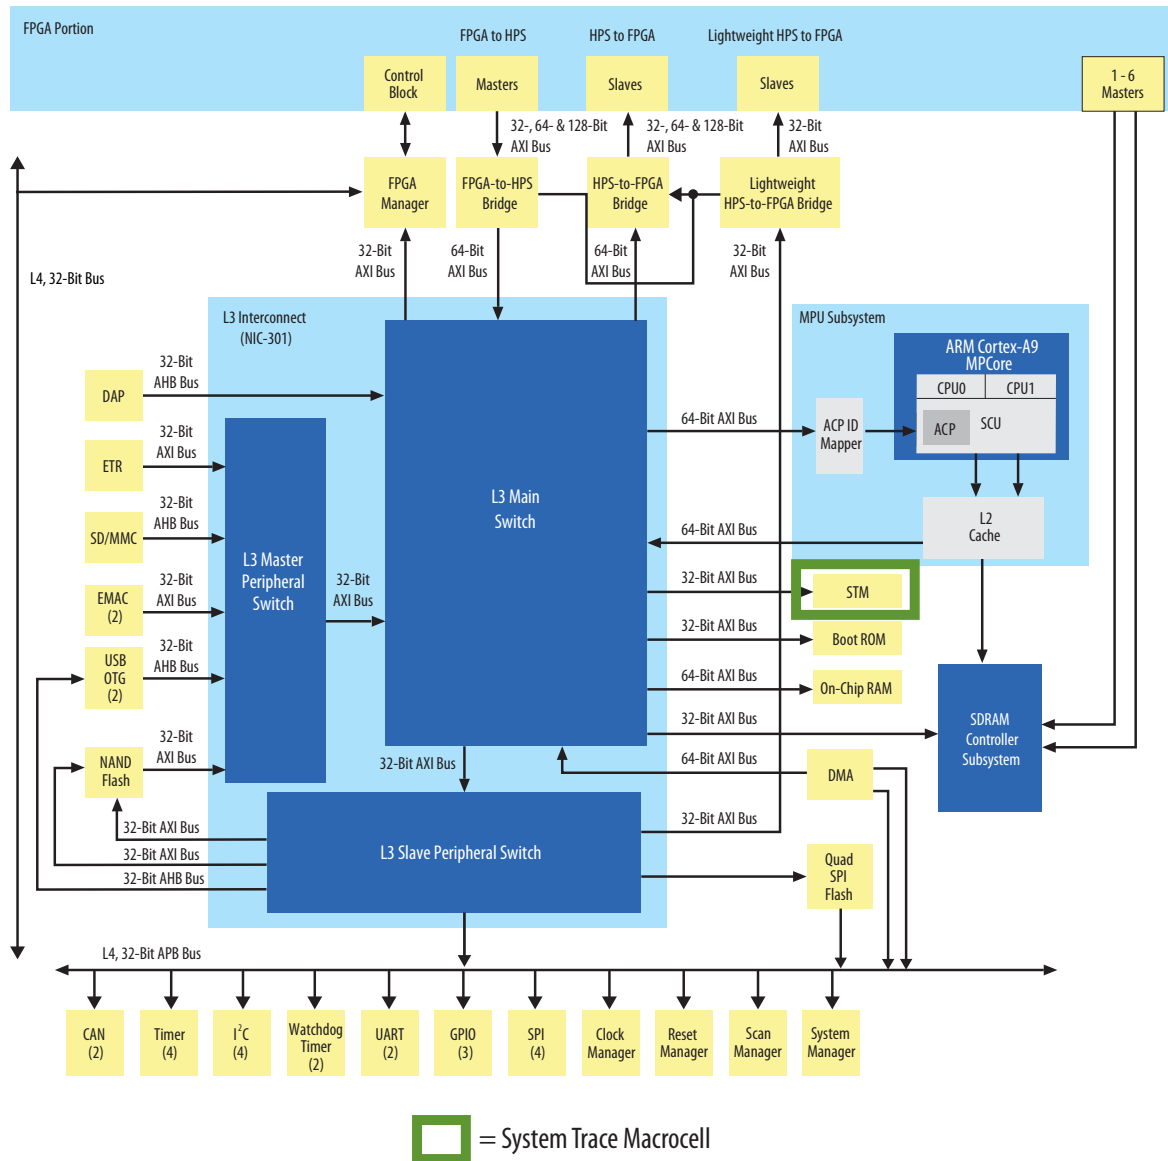 FPGA Portion
FPGA to HPS
HPS to FPGA
Lightweight HPS to FPGA
Control
Block
Masters
Slaves
Slaves
1 - 6
Masters
32-, 64- & 128-Bit
AXI Bus
32-, 64- & 128-Bit
AXI Bus
32-Bit
AXI Bus
FPGA
Manager
FPGA-to-HPS
Bridge
HPS-to-FPGA
Bridge
Lightweight
HPS-to-FPGA Bridge
32-Bit
AXI Bus
64-Bit
AXI Bus
64-Bit
AXI Bus
32-Bit
AXI Bus
L4, 32-Bit Bus
L3 Interconnect
(NIC-301)
MPU Subsystem
ARM Cortex-A9
MPCore
CPU0
CPU1
ACP
SCU
ACP ID
Mapper
L2
Cache
DAP
32-Bit
AHB Bus
ETR
32-Bit
AXI Bus
SD/MMC
32-Bit
AHB Bus
EMAC
(2)
32-Bit
AXI Bus
USB
OTG
(2)
32-Bit
AHB Bus
NAND
Flash
32-Bit
AXI Bus
L3 Master
Peripheral
Switch
32-Bit
AXI Bus
L3 Main
Switch
64-Bit AXI Bus
64-Bit AXI Bus
32-Bit AXI Bus
STM
32-Bit AXI Bus
Boot ROM
64-Bit AXI Bus
On-Chip RAM
32-Bit AXI Bus
SDRAM
Controller
Subsystem
64-Bit AXI Bus
DMA
32-Bit AXI Bus
32-Bit AXI Bus
32-Bit AXI Bus
32-Bit AHB Bus
L3 Slave Peripheral Switch
32-Bit AXI Bus
Quad
SPI
Flash
L4, 32-Bit APB Bus
CAN
(2)
Timer
(4)
I²C
(4)
Watchdog
Timer
(2)
UART
(2)
GPIO
(3)
SPI
(4)
Clock
Manager
Reset
Manager
Scan
Manager
System
Manager
= System Trace Macrocell